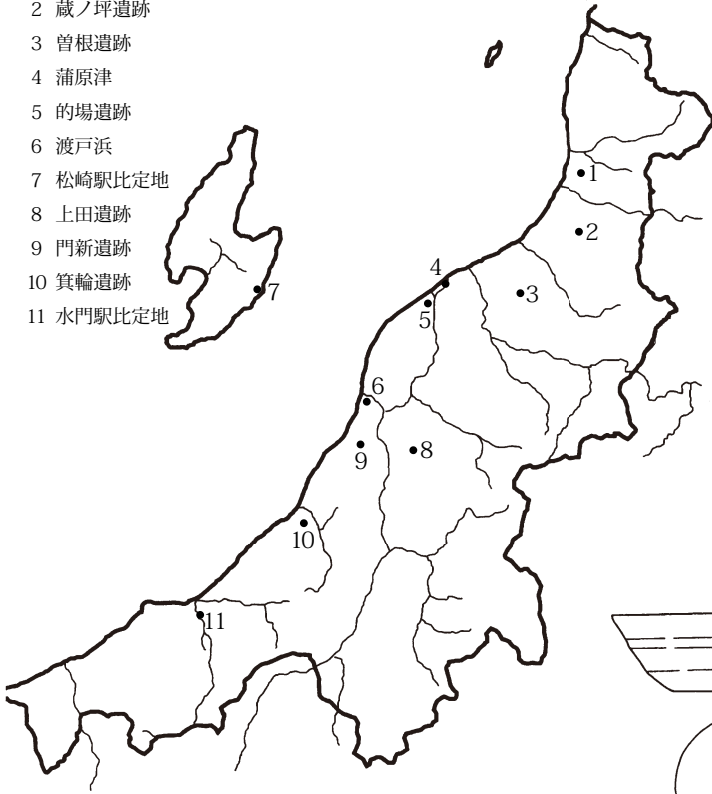 2 蔵ノ坪遺跡
3 曽根遺跡
4 蒲原津
5 的場遺跡
6 渡戸浜
7 松崎駅比定地
8 上田遺跡
9 門新遺跡
10 箕輪遺跡
11 水門駅比定地
1
2
4
3
5
7
6
8
9
10
11